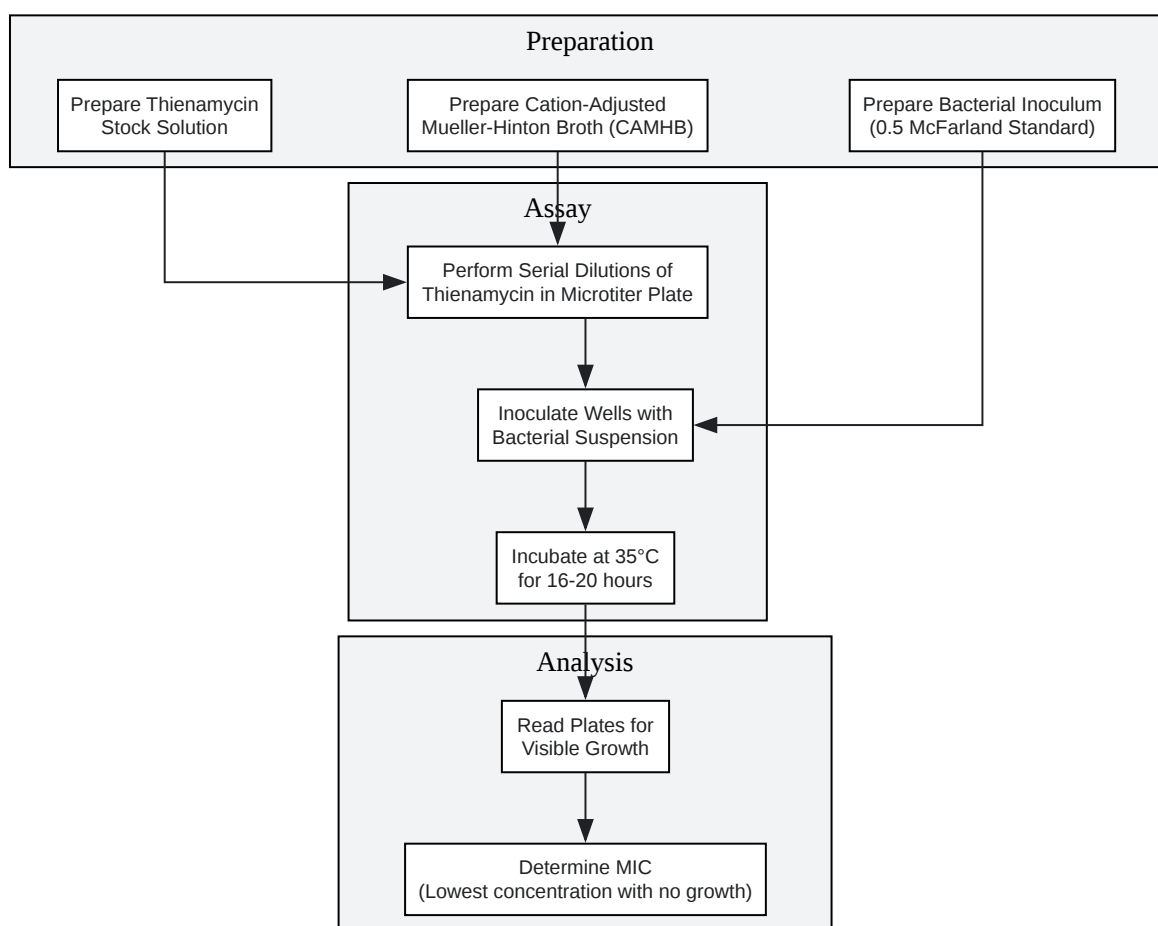 Preparation
Prepare Thienamycin
Stock Solution
Prepare Cation-Adjusted
Mueller-Hinton Broth (CAMHB)
Prepare Bacterial Inoculum
(0.5 McFarland Standard)
Assay
Perform Serial Dilutions of
Thienamycin in Microtiter Plate
Inoculate Wells with
Bacterial Suspension
Incubate at 35°C
for 16-20 hours
Analysis
Read Plates for
Visible Growth
Determine MIC
(Lowest concentration with no growth)